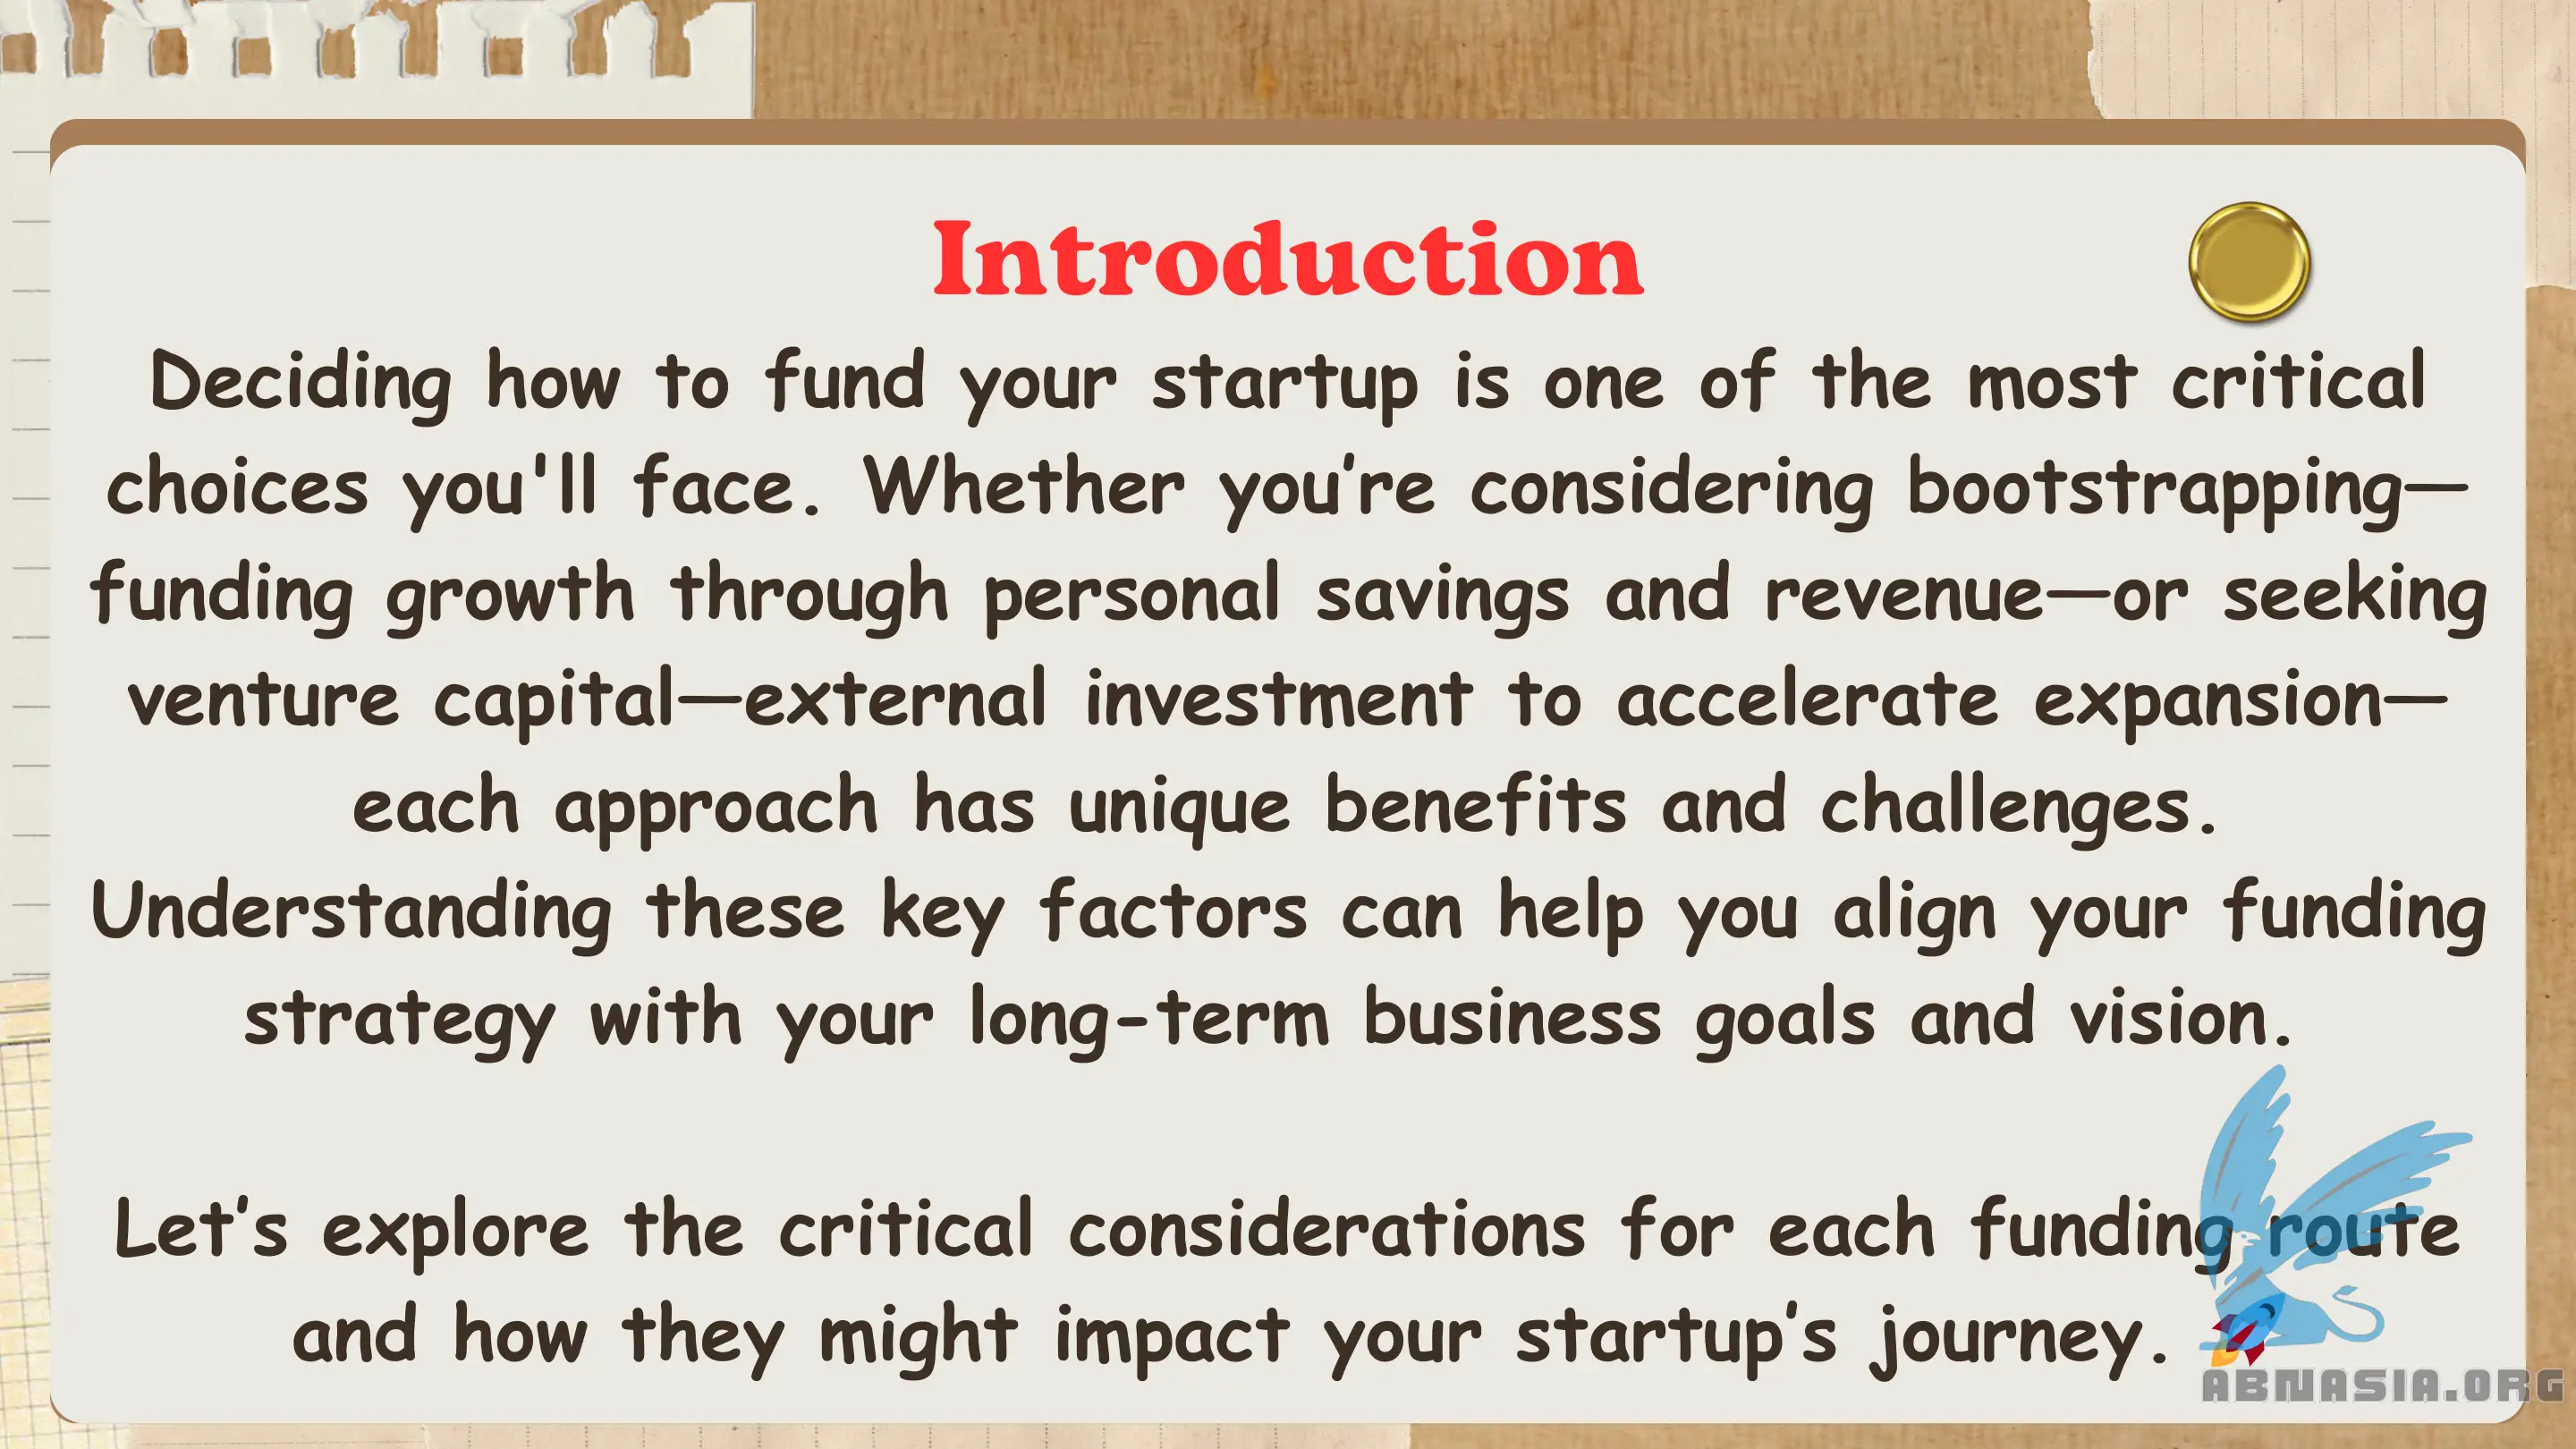 Introduction
Deciding how to fund your startup is one of the most critical
choices you'll face. Whether you’re considering bootstrapping—
funding growth through personal savings and revenue—or seeking
venture capital—external investment to accelerate expansion—
each approach has unique benefits and challenges.
Understanding these key factors can help you align your funding
strategy with your long-term business goals and vision.
Let’s explore the critical considerations for each funding route
and how they might impact your startup’s journey.
ABNASIA.ORG